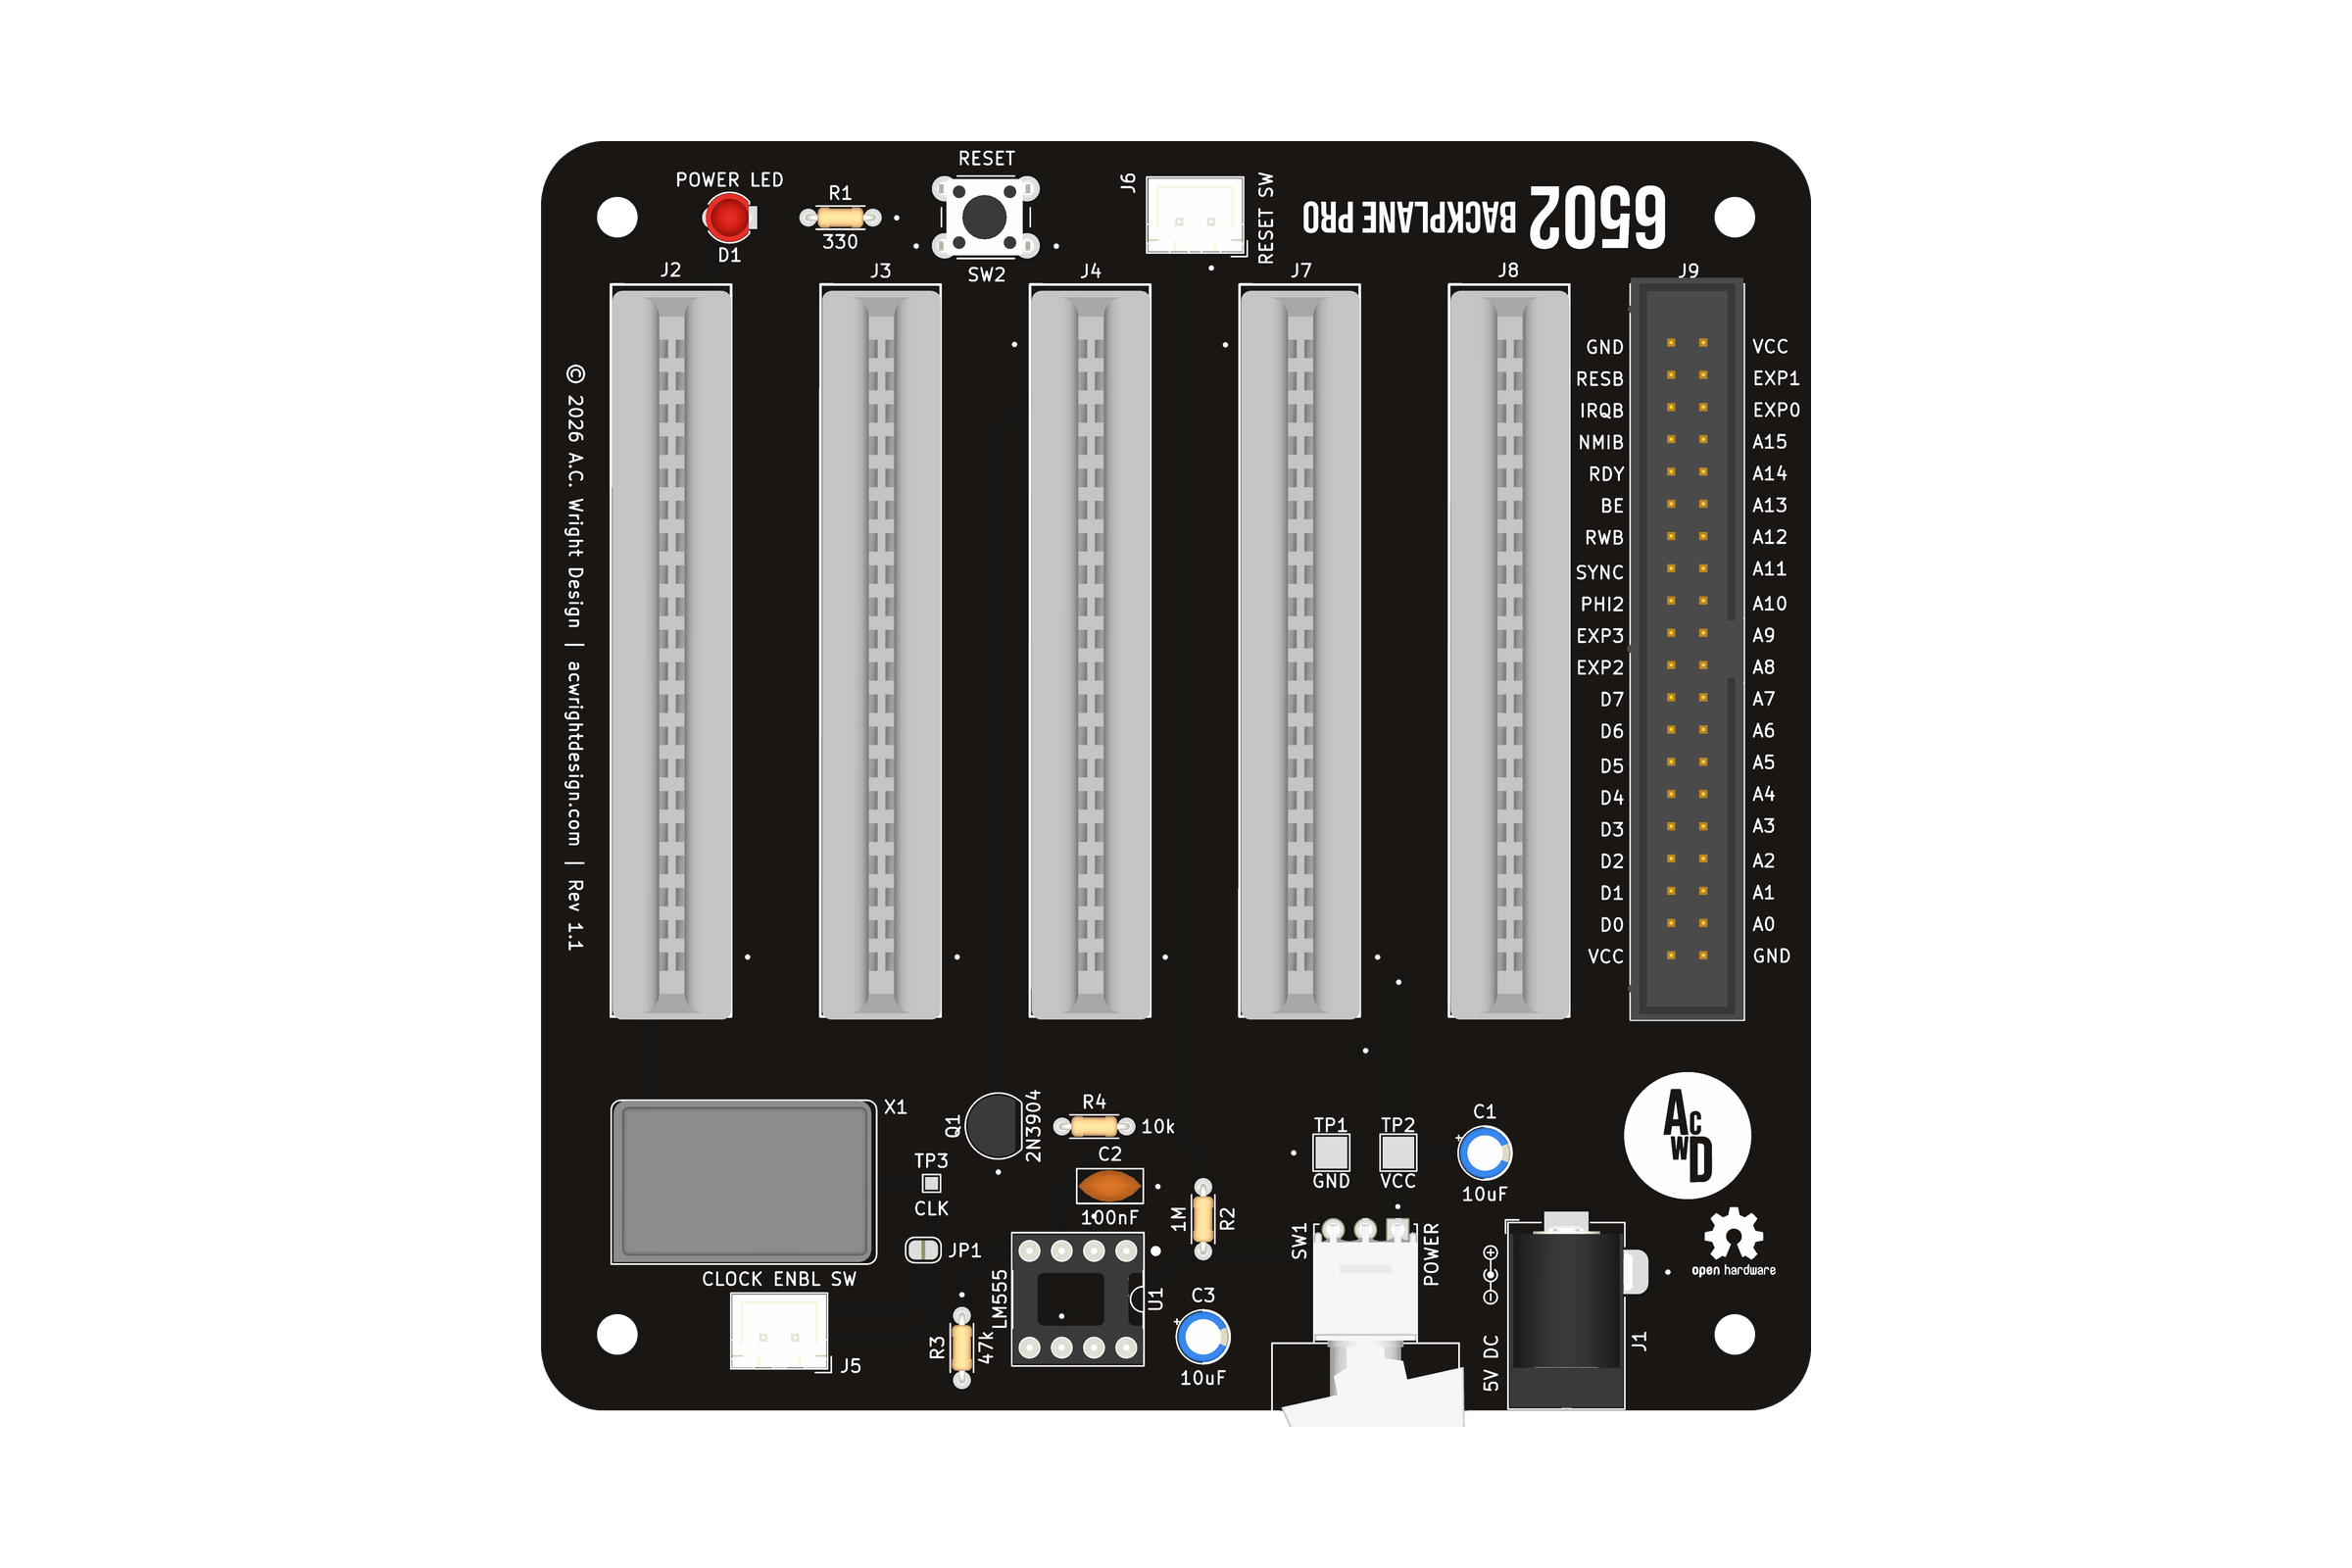 RESET
POWER LED
R1
J6
RESET SW
6502
BACKPLANE PRO
330
D1
SW2
J2
J3
J4
J7
J8
J9
GND VCC
RESB EXP1
IRQB EXP0
NMIB A15
RDY A14
BE A13
RWB A12
SYNC A11
PHI2 A10
EXP3 A9
EXP2 A8
D7 A7
D6 A6
D5 A5
D4 A4
D3 A3
D2 A2
D1 A1
D0 A0
VCC GND
© 2026 A.C. Wright Design | acwrightdesign.com | Rev 1.1
X1
Q1
2N3904
R4
10k
C2
100nF
TP3
CLK
JP1
CLOCK ENBL SW
J5
R3
47k
LM555
U1
1M
R2
C3
+
10uF
TP1
GND
TP2
VCC
C1
+
10uF
SW1
POWER
5V DC
J1
ACWD
open hardware